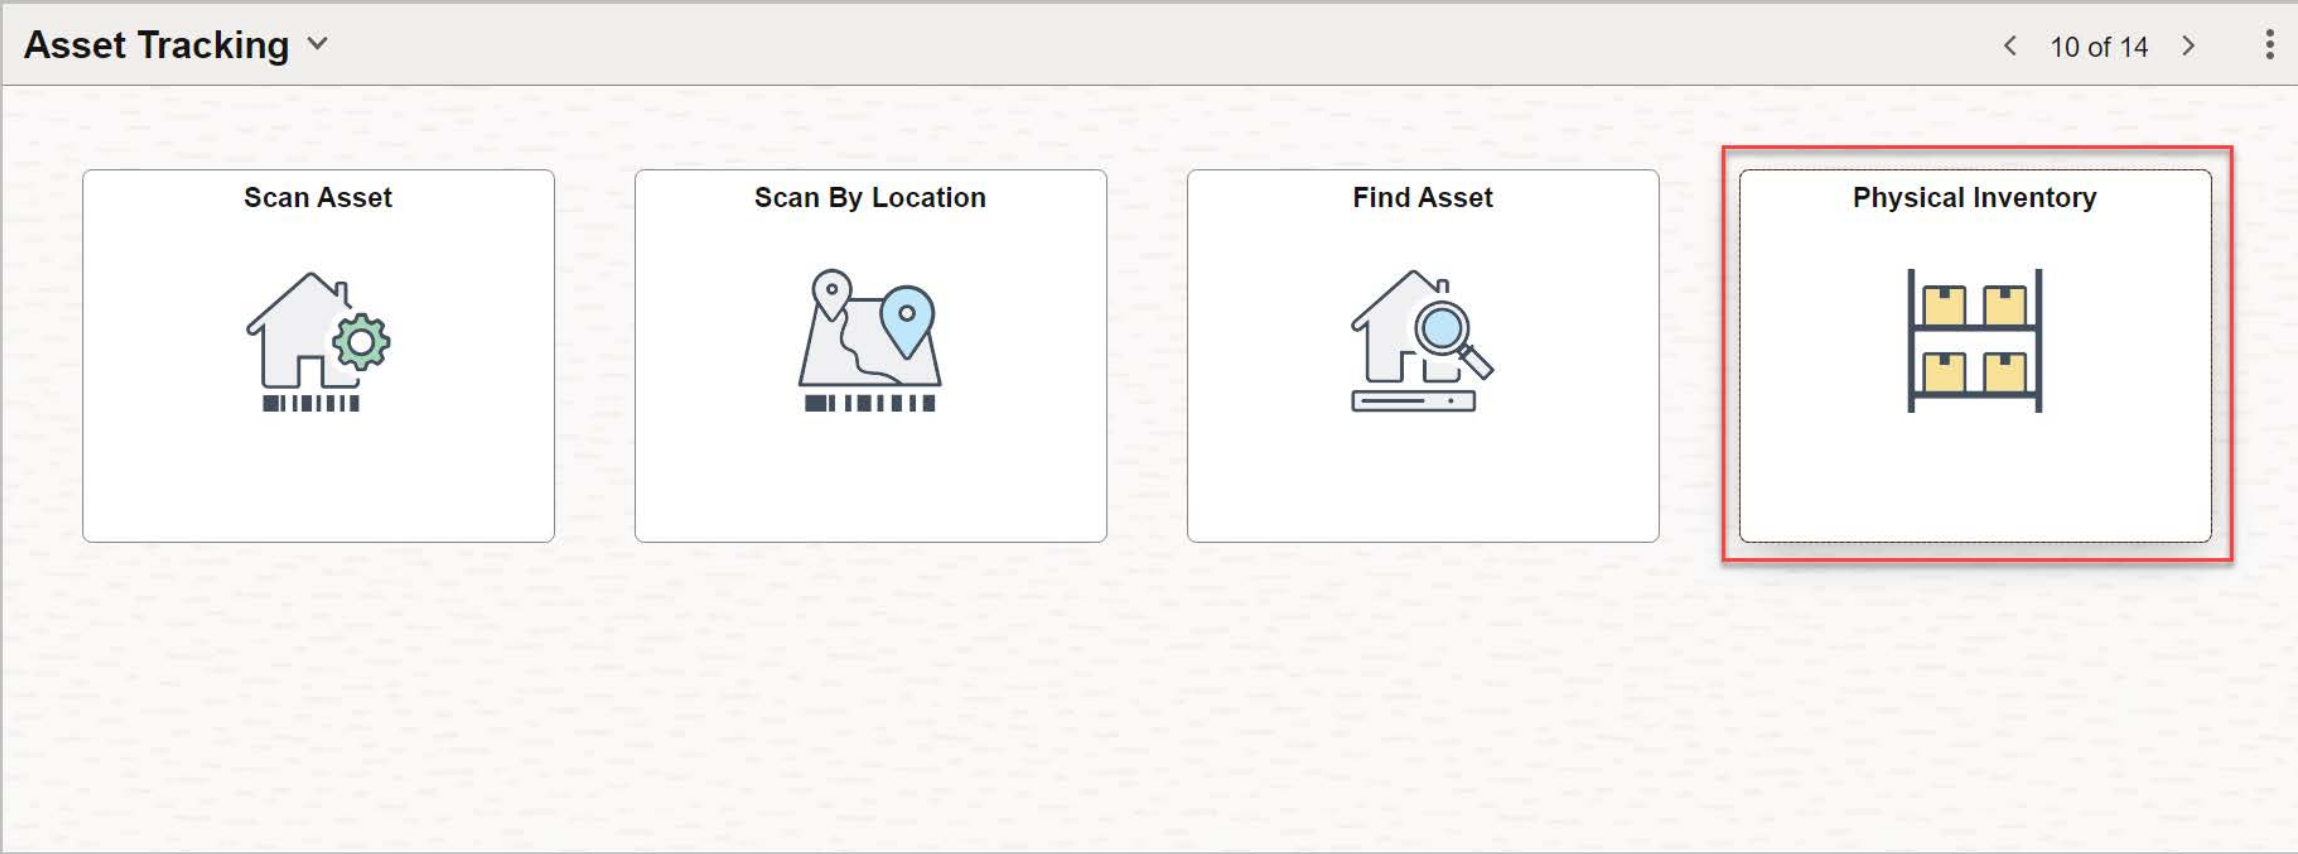 Asset Tracking
10 of 14
Scan Asset
Scan By Location
Find Asset
Physical Inventory